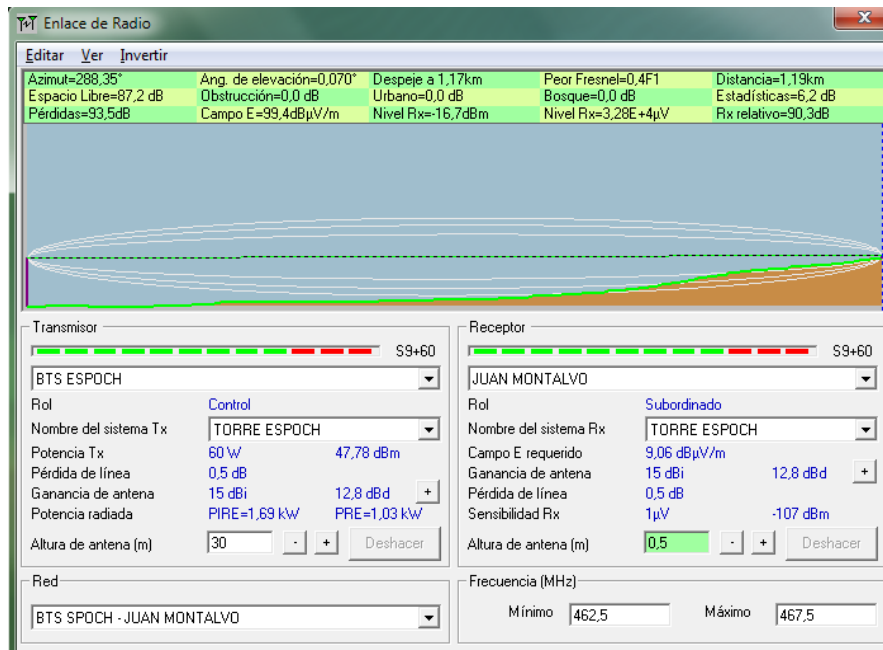 Enlace de Radio
Editar Ver Invertir
Azimut=288,35° Ang. de elevación=0,070° Despeje a 1,17km Peor Fresnel=0,4F1 Distancia=1,19km
Espacio Libre=87,2 dB Obstrucción=0,0 dB Urbano=0,0 dB Bosque=0,0 dB Estadísticas=6,2 dB
Pérdidas=93,5dB Campo E=99,4dBµV/m Nivel Rx=-16,7dBm Nivel Rx=3,28E+4µV Rx relativo=90,3dB
Transmisor
S9+60
BTS ESPOCH
Rol Control
Nombre del sistema Tx TORRE ESPOCH
Potencia Tx 60 W 47,78 dBm
Pérdida de línea 0,5 dB
Ganancia de antena 15 dBi 12,8 dBd +
Potencia radiada PIRE=1,69 kW PRE=1,03 kW
Altura de antena (m) 30 - + Deshacer
Receptor
S9+60
JUAN MONTALVO
Rol Subordinado
Nombre del sistema Rx TORRE ESPOCH
Campo E requerido 9,06 dBµV/m
Ganancia de antena 15 dBi 12,8 dBd +
Pérdida de línea 0,5 dB
Sensibilidad Rx 1µV -107 dBm
Altura de antena (m) 0,5 - + Deshacer
Red
BTS SPOCH - JUAN MONTALVO
Frecuencia (MHz)
Mínimo 462,5 Máximo 467,5